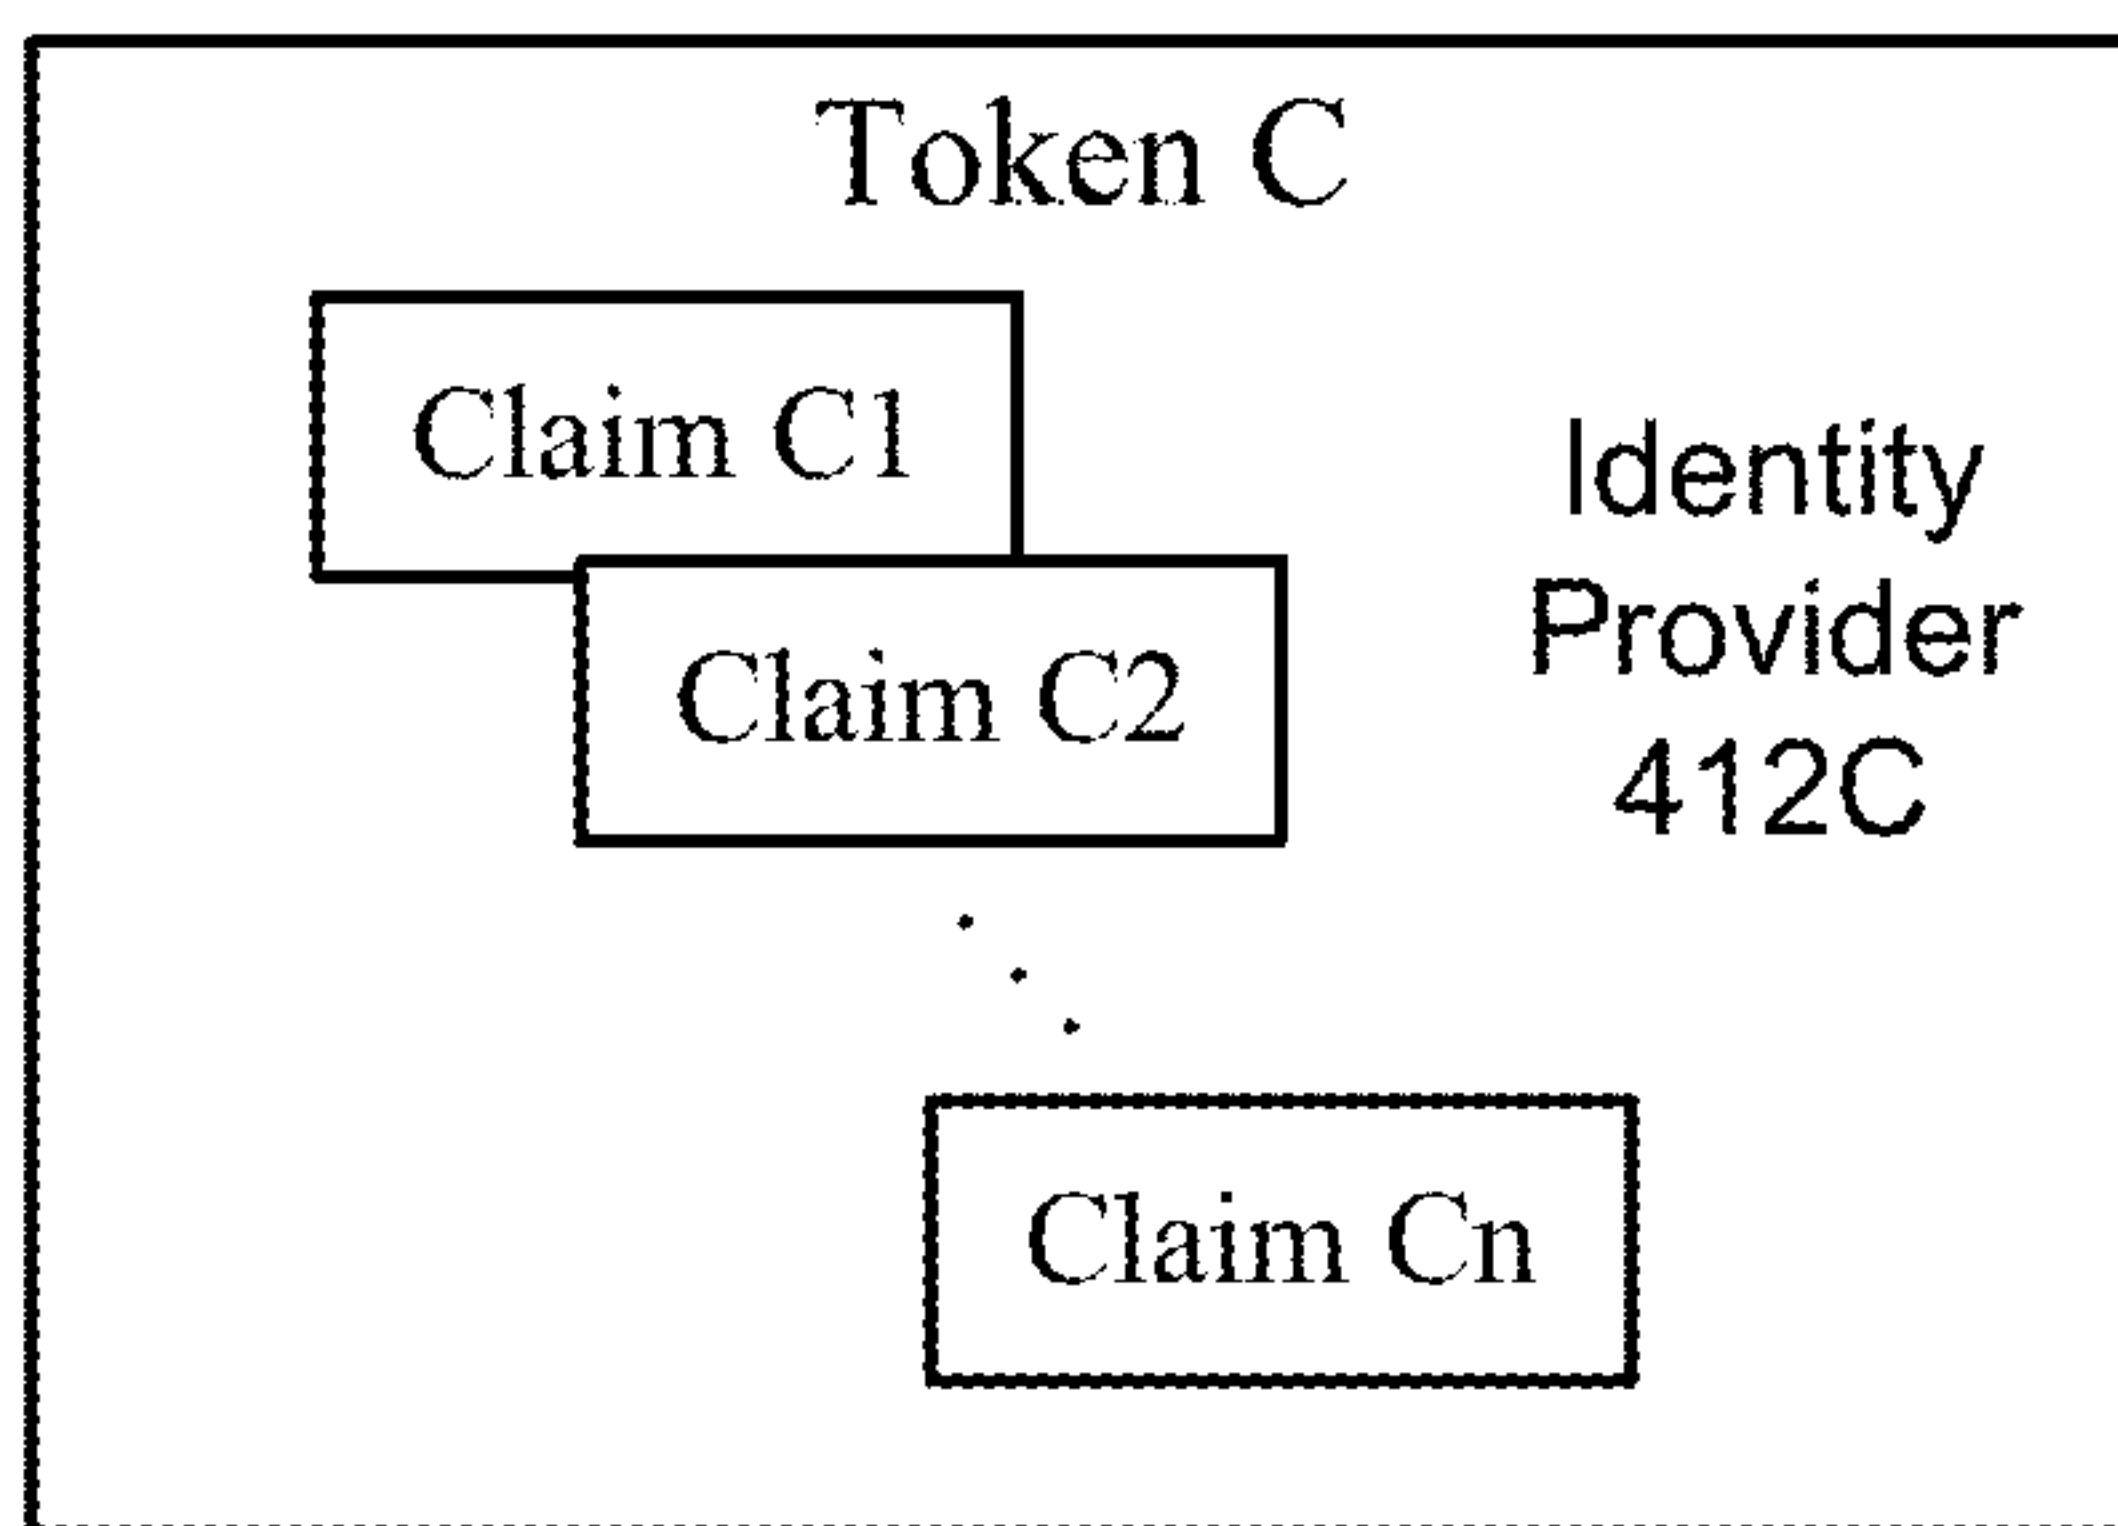 Token C
Claim C1
Claim C2
Claim Cn
Identity
Provider
412C